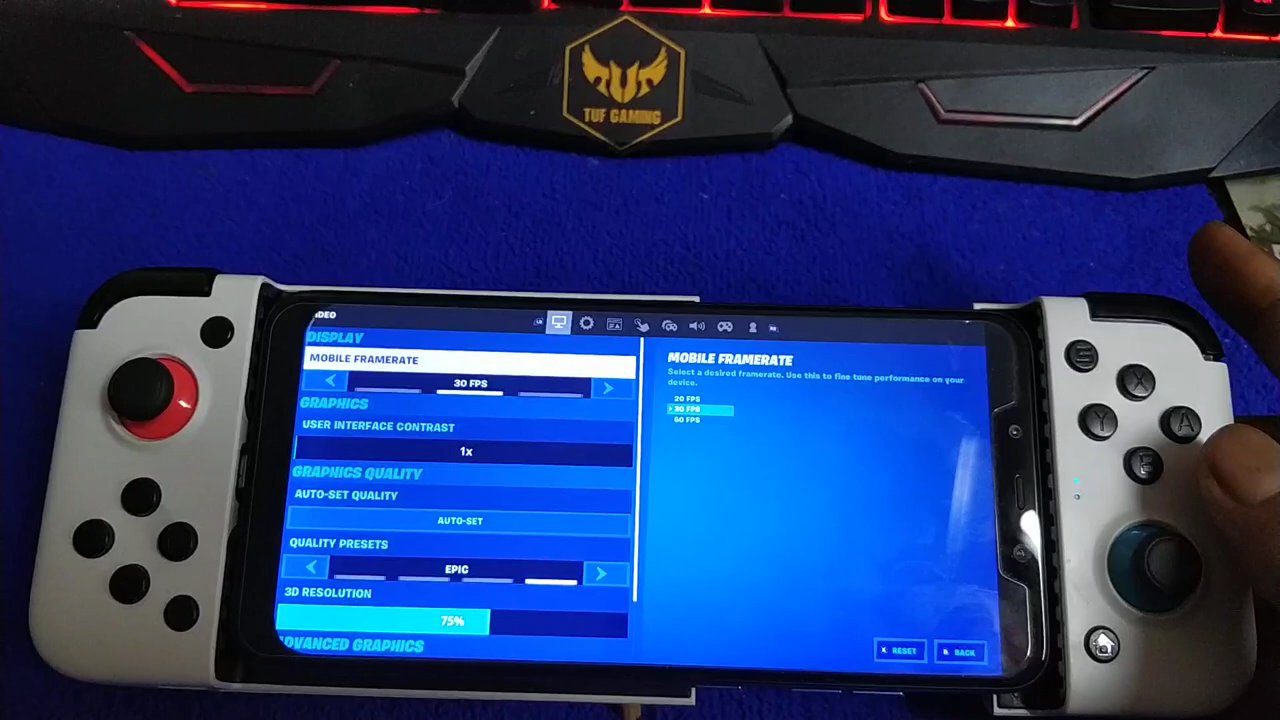 TUF GAMING
IDEO
DISPLAY
MOBILE FRAMERATE
30 FPS
GRAPHICS
USER INTERFACE CONTRAST
1x
GRAPHICS QUALITY
AUTO-SET QUALITY
AUTO-SET
QUALITY PRESETS
EPIC
3D RESOLUTION
75%
ADVANCED GRAPHICS
MOBILE FRAMERATE
Select a desired framerate. Use this to fine tune performance on your
device.
20 FPS
30 FPS
60 FPS
X RESET
B BACK
X
Y
A
B